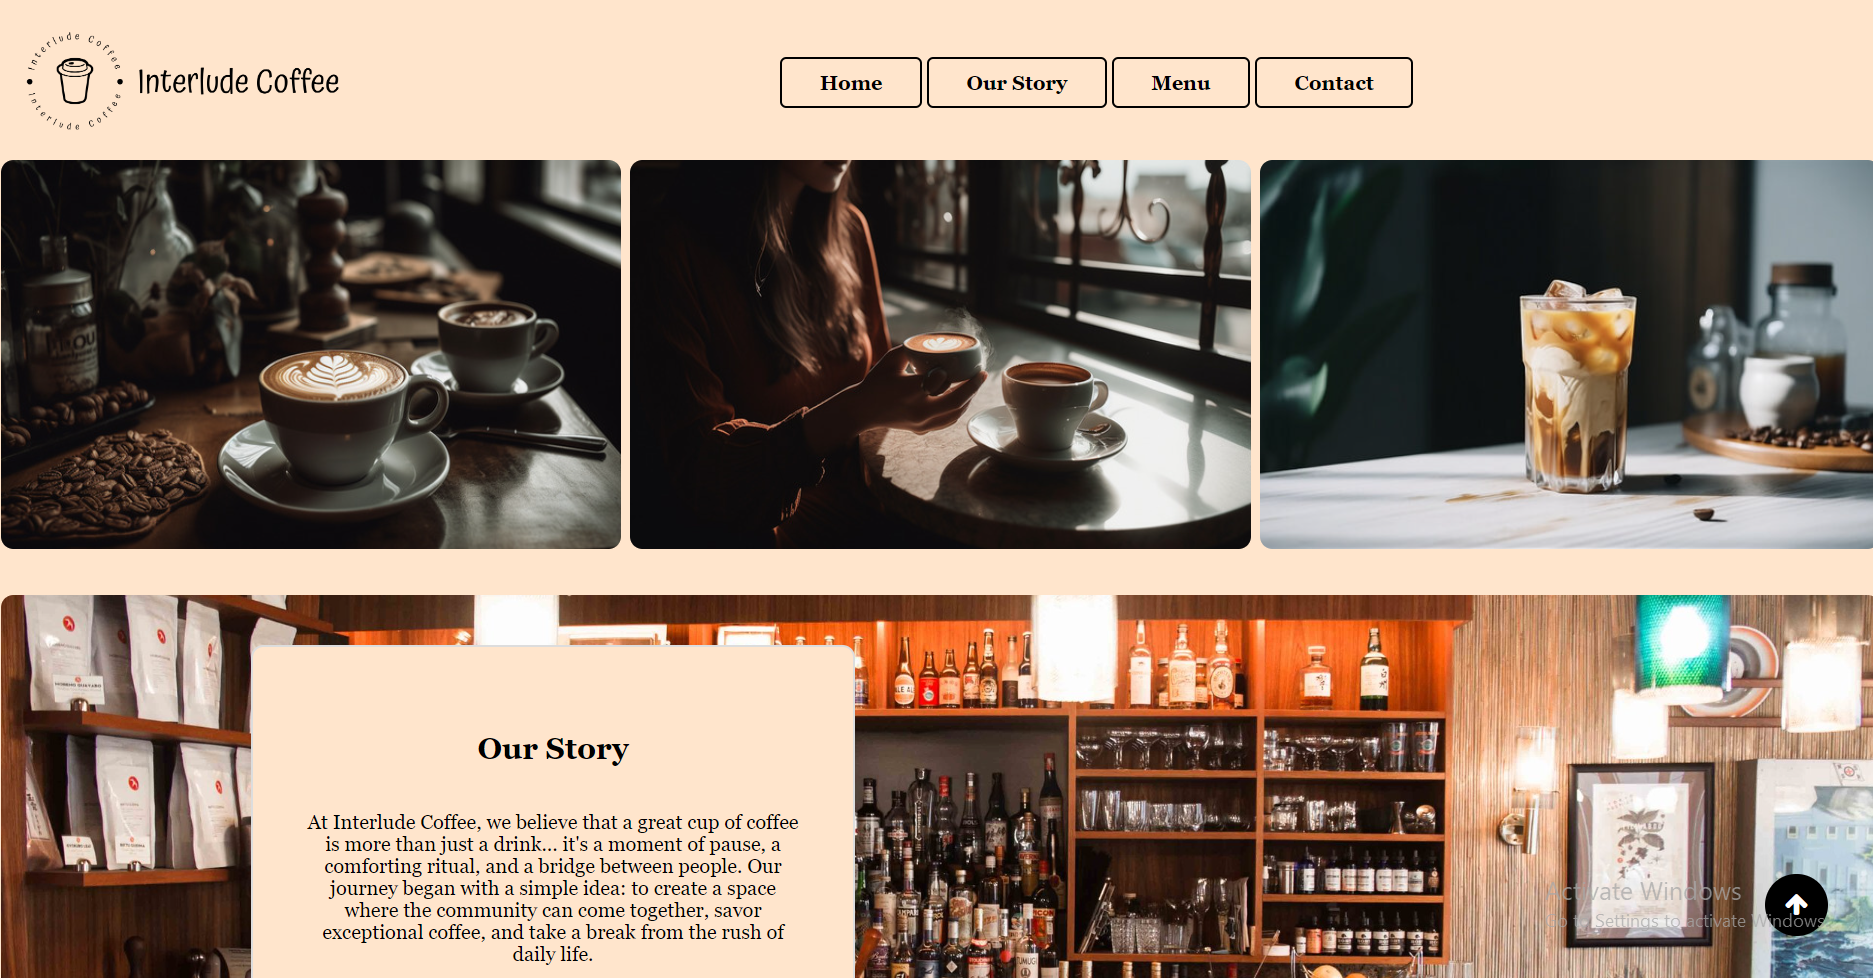 Interlude Coffee
Interlude Coffee
Interlude Coffee
Home
Our Story
Menu
Contact
Our Story
At Interlude Coffee, we believe that a great cup of coffee
is more than just a drink... it's a moment of pause, a
comforting ritual, and a bridge between people. Our
journey began with a simple idea: to create a space
where the community can come together, savor
exceptional coffee, and take a break from the rush of
daily life.
PALE ALE
Activate Windows
Go to Settings to activate Windows.